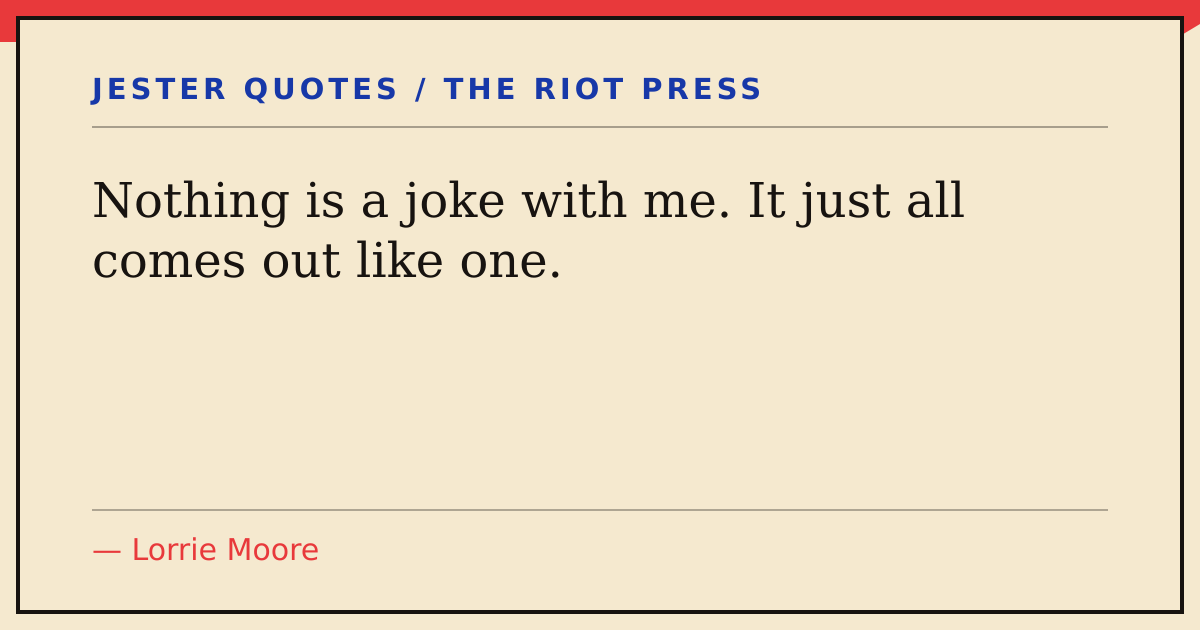 JESTER QUOTES / THE RIOT PRESS
Nothing is a joke with me. It just all
comes out like one.
— Lorrie Moore